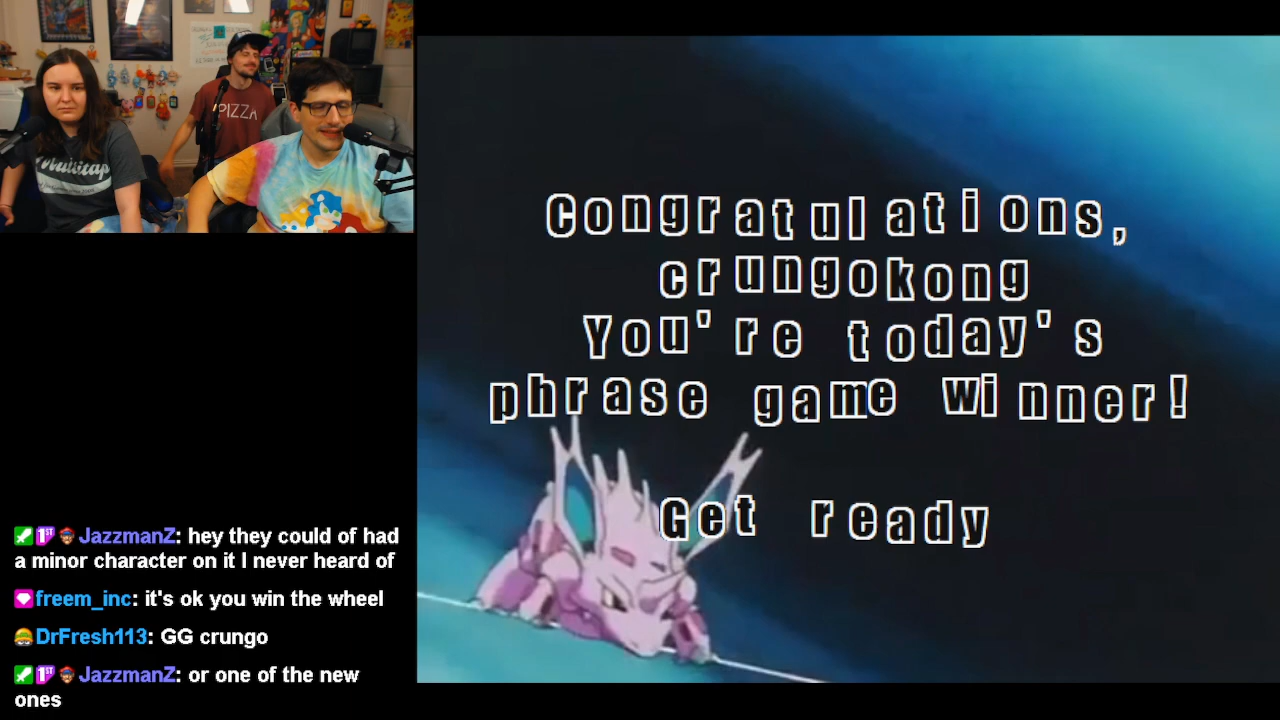 PIZZA
Multitap
Congratulations,
crungokong
You're today's
phrase game winner!
Get ready
JazzmanZ: hey they could of had
a minor character on it I never heard of
freem_inc: it's ok you win the wheel
DrFresh113: GG crungo
JazzmanZ: or one of the new
ones